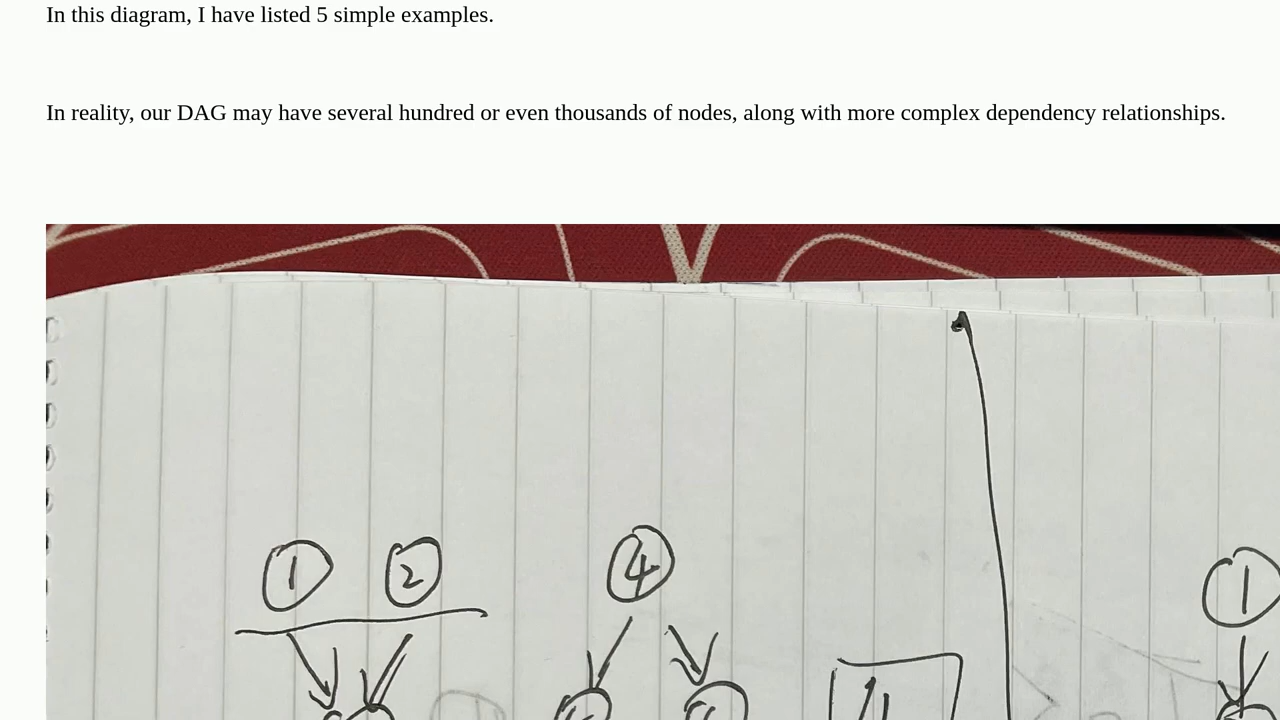 In this diagram, I have listed 5 simple examples.
In reality, our DAG may have several hundred or even thousands of nodes, along with more complex dependency relationships.
1 2 4 1